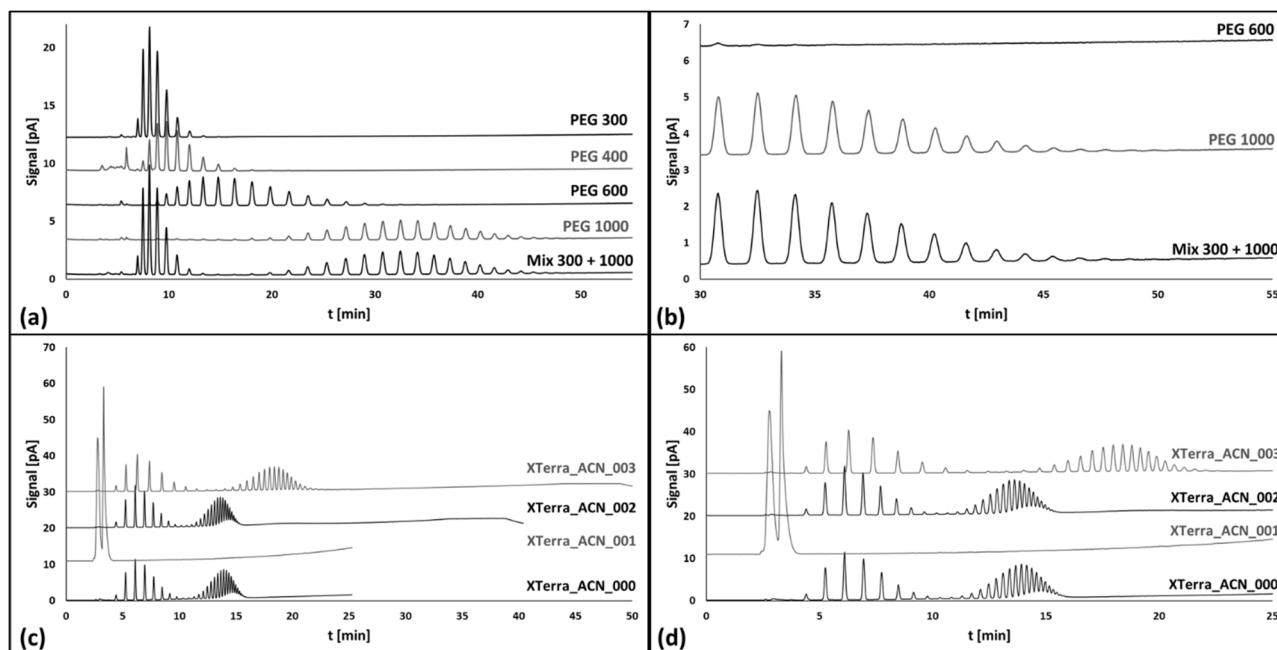 20
15
10
5
0
Signal [pA]
PEG 300
PEG 400
PEG 600
PEG 1000
Mix 300 + 1000
0 10 20 30 40 50
t [min]
(a)
7
6
5
4
3
2
1
0
Signal [pA]
PEG 600
PEG 1000
Mix 300 + 1000
30 35 40 45 50 55
t [min]
(b)
70
60
50
40
30
20
10
0
Signal [pA]
XTerra_ACN_003
XTerra_ACN_002
XTerra_ACN_001
XTerra_ACN_000
0 5 10 15 20 25 30 35 40 45 50
t [min]
(c)
60
50
40
30
20
10
0
Signal [pA]
XTerra_ACN_003
XTerra_ACN_002
XTerra_ACN_001
XTerra_ACN_000
0 5 10 15 20 25
t [min]
(d)